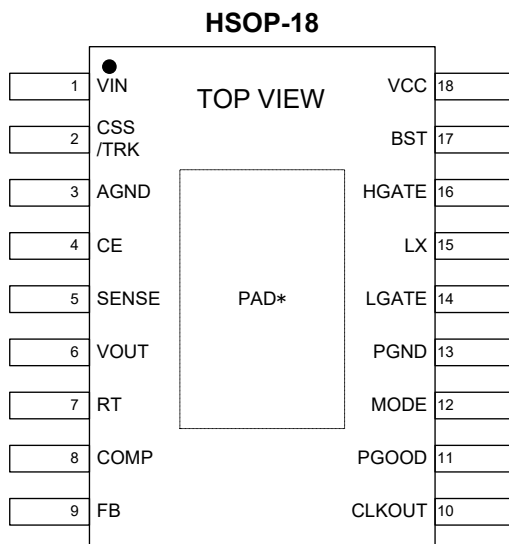 HSOP-18
TOP VIEW
1 VIN
2 CSS
/TRK
3 AGND
4 CE
5 SENSE
6 VOUT
7 RT
8 COMP
9 FB
PAD*
VCC 18
BST 17
HGATE 16
LX 15
LGATE 14
PGND 13
MODE 12
PGOOD 11
CLKOUT 10